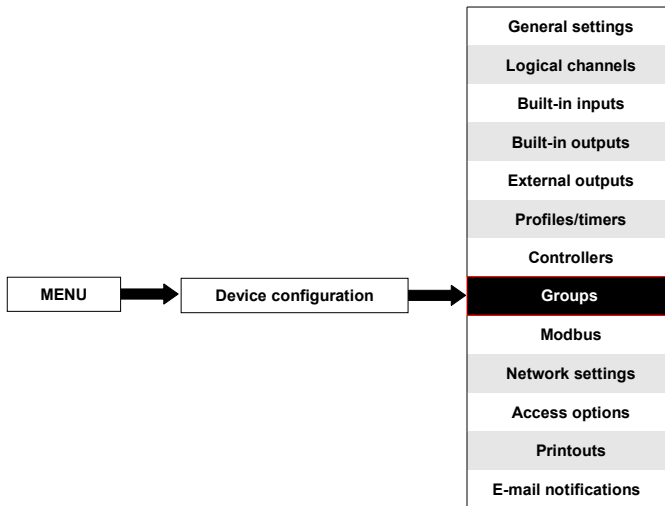 General settings
Logical channels
Built-in inputs
Built-in outputs
External outputs
Profiles/timers
Controllers
MENU
Device configuration
Groups
Modbus
Network settings
Access options
Printouts
E-mail notifications